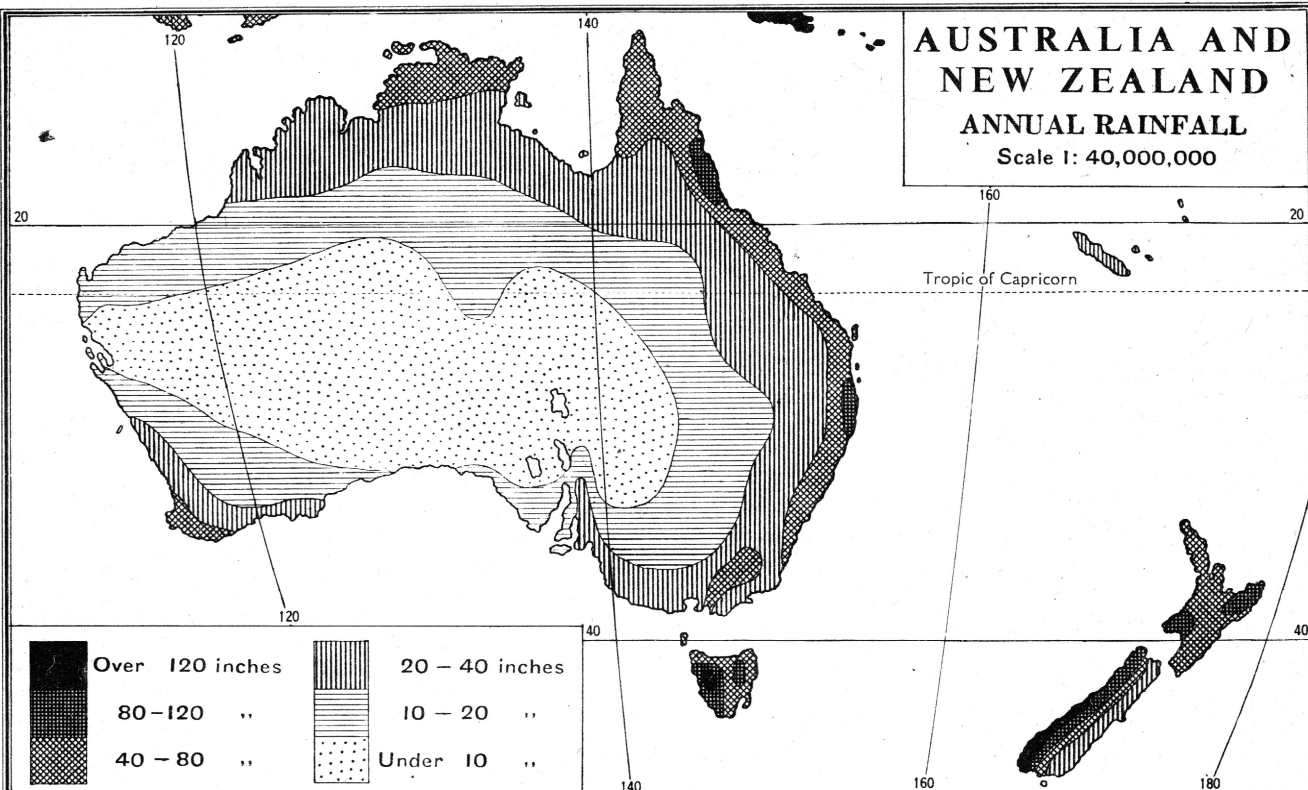 120
140
AUSTRALIA AND
NEW ZEALAND
ANNUAL RAINFALL
Scale 1: 40,000,000
160
20
20
Tropic of Capricorn
120
140
40
Over 120 inches
80-120 ,,
40 - 80 ,,
20 - 40 inches
10 - 20 ,,
Under 10 ,,
140
160
180